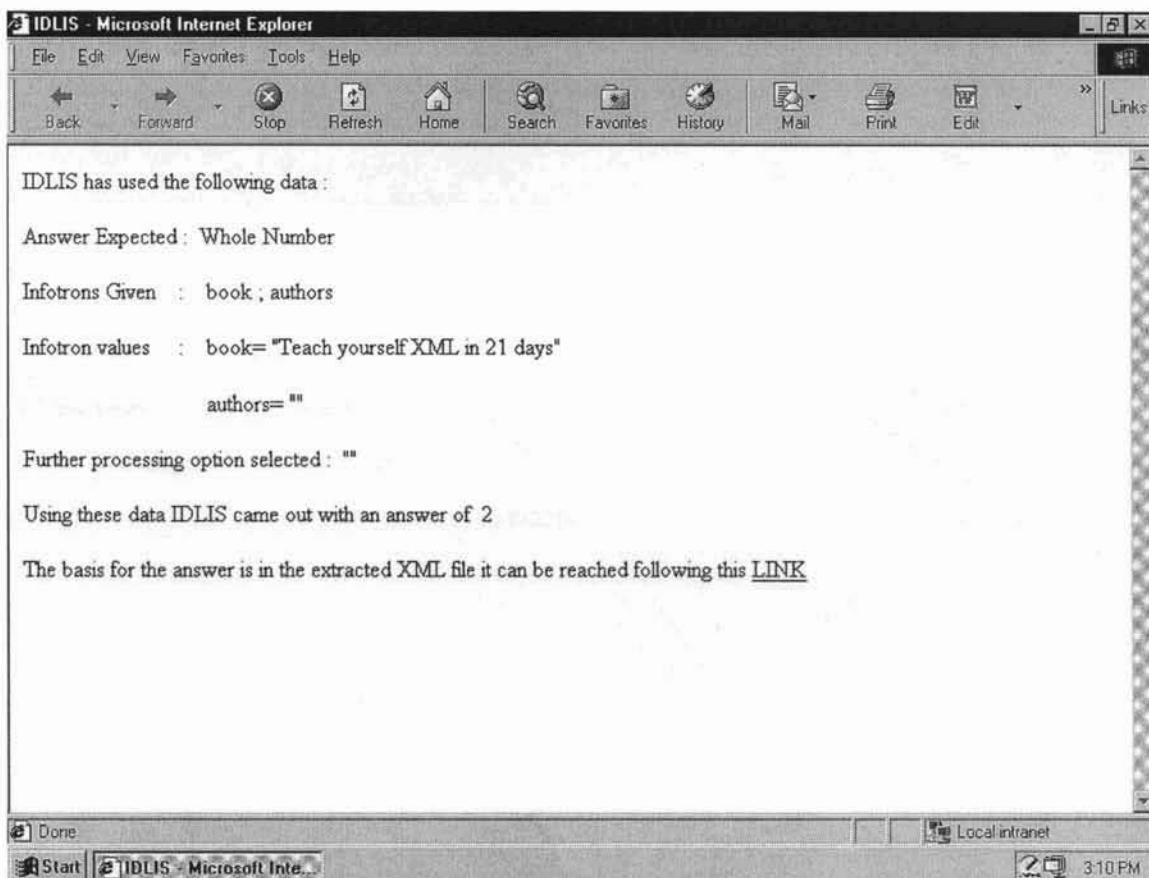 IDLIS - Microsoft Internet Explorer
File Edit View Favorites Tools Help
Back Forward Stop Refresh Home Search Favorites History Mail Print Edit » Links
IDLIS has used the following data :
Answer Expected : Whole Number
Infotrons Given : book ; authors
Infotron values : book= "Teach yourself XML in 21 days"
authors= ""
Further processing option selected : ""
Using these data IDLIS came out with an answer of 2
The basis for the answer is in the extracted XML file it can be reached following this LINK
Done Local intranet
Start IDLIS - Microsoft Inte... 3:10 PM